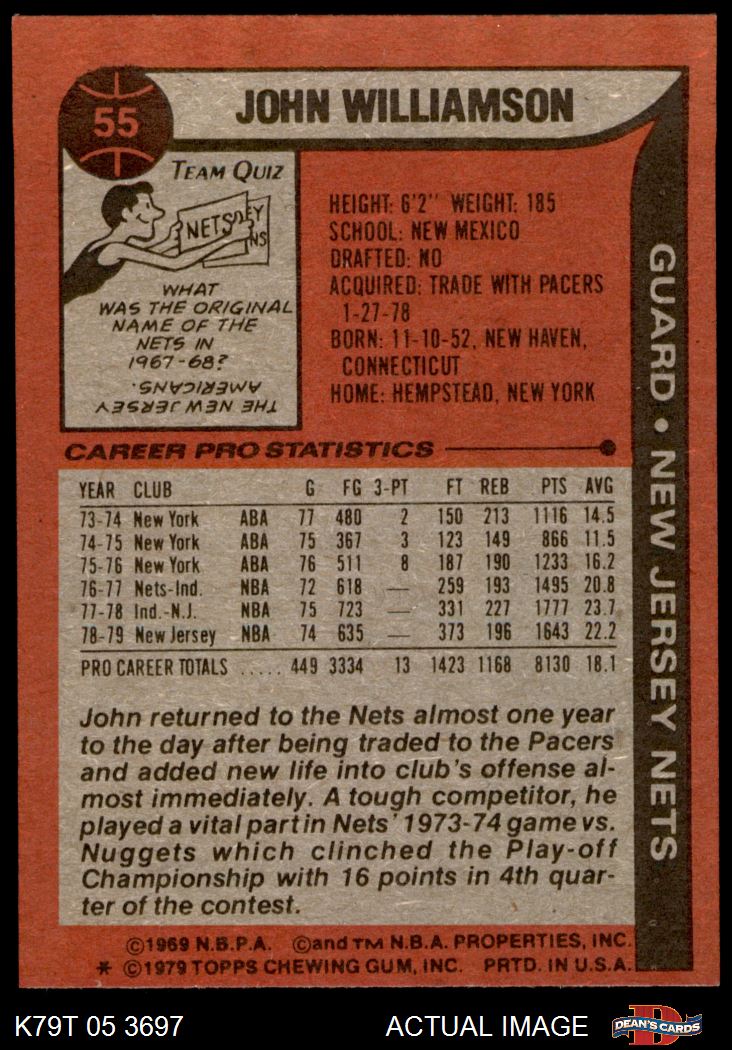 55
JOHN WILLIAMSON
TEAM QUIZ
NETS
EY
NS
WHAT
WAS THE ORIGINAL
NAME OF THE
NETS IN
1967-68?
THE NEW JERSEY
AMERICANS.
HEIGHT: 6'2" WEIGHT: 185
SCHOOL: NEW MEXICO
DRAFTED: NO
ACQUIRED: TRADE WITH PACERS
1-27-78
BORN: 11-10-52, NEW HAVEN,
CONNECTICUT
HOME: HEMPSTEAD, NEW YORK
GUARD • NEW JERSEY NETS
CAREER PRO STATISTICS
YEAR CLUB G FG 3-PT FT REB PTS AVG
73-74 New York ABA 77 480 2 150 213 1116 14.5
74-75 New York ABA 75 367 3 123 149 866 11.5
75-76 New York ABA 76 511 8 187 190 1233 16.2
76-77 Nets-Ind. NBA 72 618 — 259 193 1495 20.8
77-78 Ind.-N.J. NBA 75 723 — 331 227 1777 23.7
78-79 New Jersey NBA 74 635 — 373 196 1643 22.2
PRO CAREER TOTALS ..... 449 3334 13 1423 1168 8130 18.1
John returned to the Nets almost one year
to the day after being traded to the Pacers
and added new life into club's offense al-
most immediately. A tough competitor, he
played a vital part in Nets' 1973-74 game vs.
Nuggets which clinched the Play-off
Championship with 16 points in 4th quar-
ter of the contest.
©1969 N.B.P.A. ©and TM N.B.A. PROPERTIES, INC.
* ©1979 TOPPS CHEWING GUM, INC. PRTD. IN U.S.A.
K79T 05 3697 ACTUAL IMAGE
D
DEAN'S CARDS